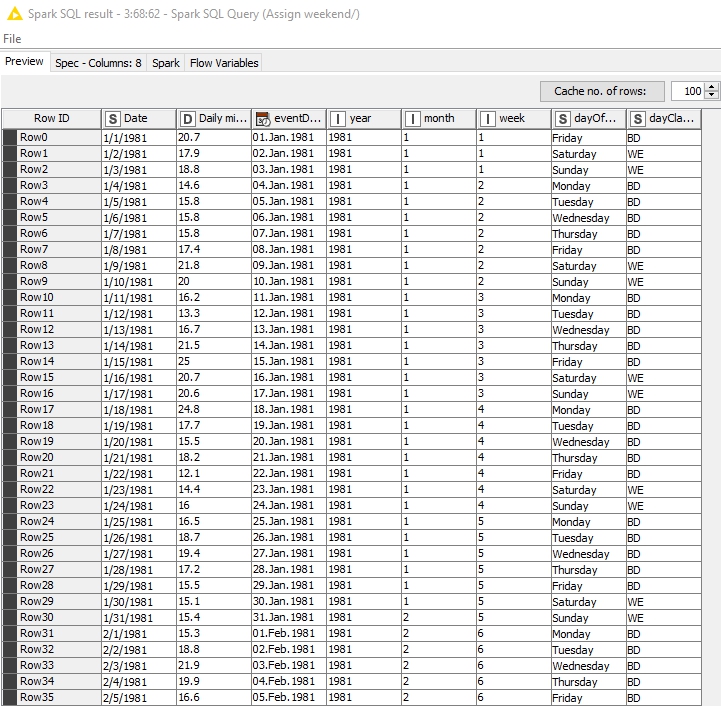 Spark SQL result - 3:68:62 - Spark SQL Query (Assign weekend/)
File
Preview Spec - Columns: 8 Spark Flow Variables
Cache no. of rows: 100
Row ID S Date D Daily mi... eventD... I year I month I week S dayOf... S dayCla...
Row0 1/1/1981 20.7 01.Jan.1981 1981 1 1 Friday BD
Row1 1/2/1981 17.9 02.Jan.1981 1981 1 1 Saturday WE
Row2 1/3/1981 18.8 03.Jan.1981 1981 1 1 Sunday WE
Row3 1/4/1981 14.6 04.Jan.1981 1981 1 2 Monday BD
Row4 1/5/1981 15.8 05.Jan.1981 1981 1 2 Tuesday BD
Row5 1/6/1981 15.8 06.Jan.1981 1981 1 2 Wednesday BD
Row6 1/7/1981 15.8 07.Jan.1981 1981 1 2 Thursday BD
Row7 1/8/1981 17.4 08.Jan.1981 1981 1 2 Friday BD
Row8 1/9/1981 21.8 09.Jan.1981 1981 1 2 Saturday WE
Row9 1/10/1981 20 10.Jan.1981 1981 1 2 Sunday WE
Row10 1/11/1981 16.2 11.Jan.1981 1981 1 3 Monday BD
Row11 1/12/1981 13.3 12.Jan.1981 1981 1 3 Tuesday BD
Row12 1/13/1981 16.7 13.Jan.1981 1981 1 3 Wednesday BD
Row13 1/14/1981 21.5 14.Jan.1981 1981 1 3 Thursday BD
Row14 1/15/1981 25 15.Jan.1981 1981 1 3 Friday BD
Row15 1/16/1981 20.7 16.Jan.1981 1981 1 3 Saturday WE
Row16 1/17/1981 20.6 17.Jan.1981 1981 1 3 Sunday WE
Row17 1/18/1981 24.8 18.Jan.1981 1981 1 4 Monday BD
Row18 1/19/1981 17.7 19.Jan.1981 1981 1 4 Tuesday BD
Row19 1/20/1981 15.5 20.Jan.1981 1981 1 4 Wednesday BD
Row20 1/21/1981 18.2 21.Jan.1981 1981 1 4 Thursday BD
Row21 1/22/1981 12.1 22.Jan.1981 1981 1 4 Friday BD
Row22 1/23/1981 14.4 23.Jan.1981 1981 1 4 Saturday WE
Row23 1/24/1981 16 24.Jan.1981 1981 1 4 Sunday WE
Row24 1/25/1981 16.5 25.Jan.1981 1981 1 5 Monday BD
Row25 1/26/1981 18.7 26.Jan.1981 1981 1 5 Tuesday BD
Row26 1/27/1981 19.4 27.Jan.1981 1981 1 5 Wednesday BD
Row27 1/28/1981 17.2 28.Jan.1981 1981 1 5 Thursday BD
Row28 1/29/1981 15.5 29.Jan.1981 1981 1 5 Friday BD
Row29 1/30/1981 15.1 30.Jan.1981 1981 1 5 Saturday WE
Row30 1/31/1981 15.4 31.Jan.1981 1981 2 5 Sunday WE
Row31 2/1/1981 15.3 01.Feb.1981 1981 2 6 Monday BD
Row32 2/2/1981 18.8 02.Feb.1981 1981 2 6 Tuesday BD
Row33 2/3/1981 21.9 03.Feb.1981 1981 2 6 Wednesday BD
Row34 2/4/1981 19.9 04.Feb.1981 1981 2 6 Thursday BD
Row35 2/5/1981 16.6 05.Feb.1981 1981 2 6 Friday BD